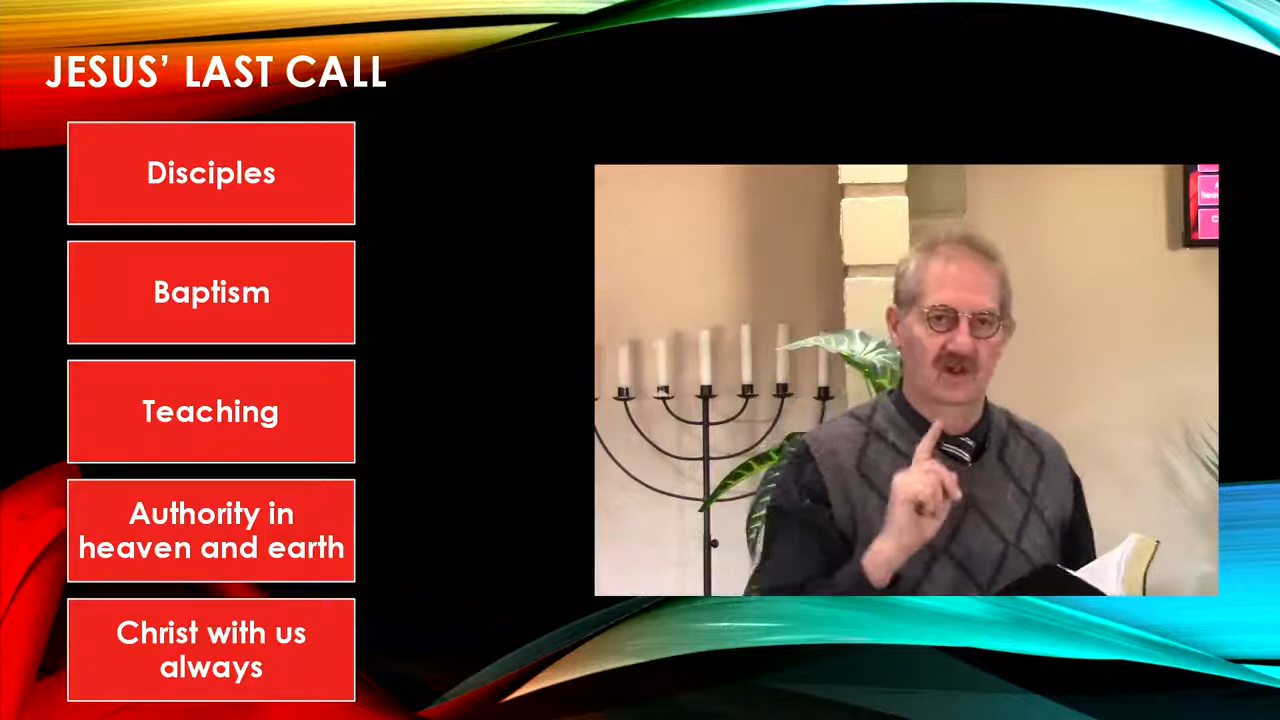 JESUS’ LAST CALL
Disciples
Baptism
Teaching
Authority in
heaven and earth
Christ with us
always